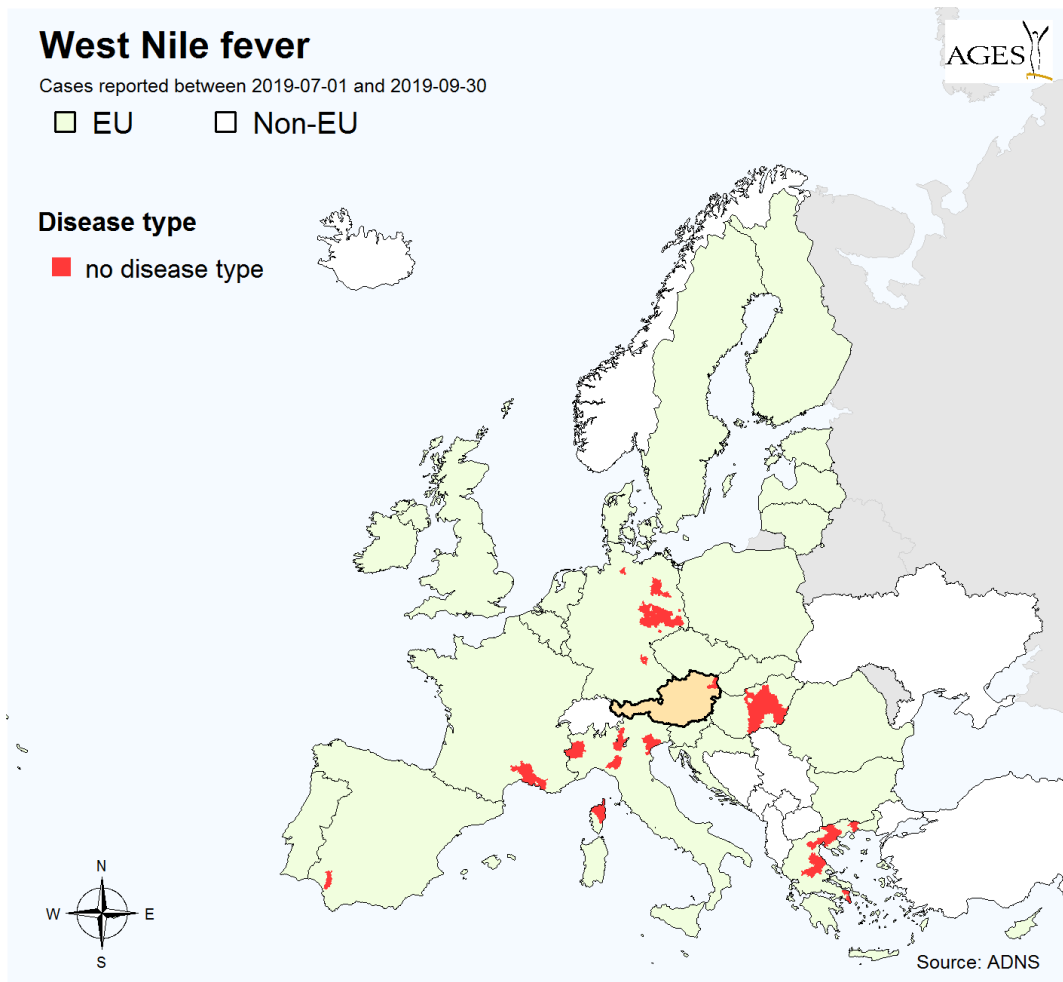 West Nile fever
Cases reported between 2019-07-01 and 2019-09-30
EU Non-EU
AGES
Disease type
no disease type
N
W E
S
Source: ADNS